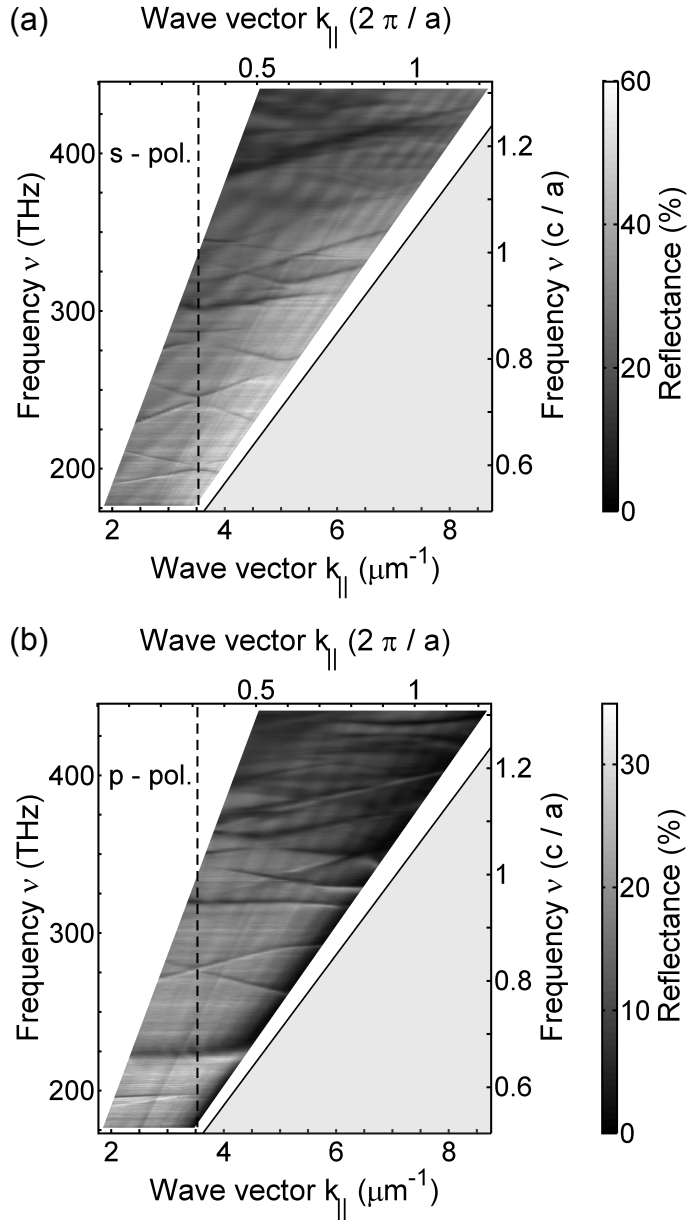 (a)
Wave vector k|| (2 π / a)
0.5 1
s - pol.
Frequency ν (THz)
400
300
200
Frequency ν (c / a)
1.2
1
0.8
0.6
Reflectance (%)
60
40
20
0
2 4 6 8
Wave vector k|| (μm-1)
(b)
Wave vector k|| (2 π / a)
0.5 1
p - pol.
Frequency ν (THz)
400
300
200
Frequency ν (c / a)
1.2
1
0.8
0.6
Reflectance (%)
30
20
10
0
2 4 6 8
Wave vector k|| (μm-1)